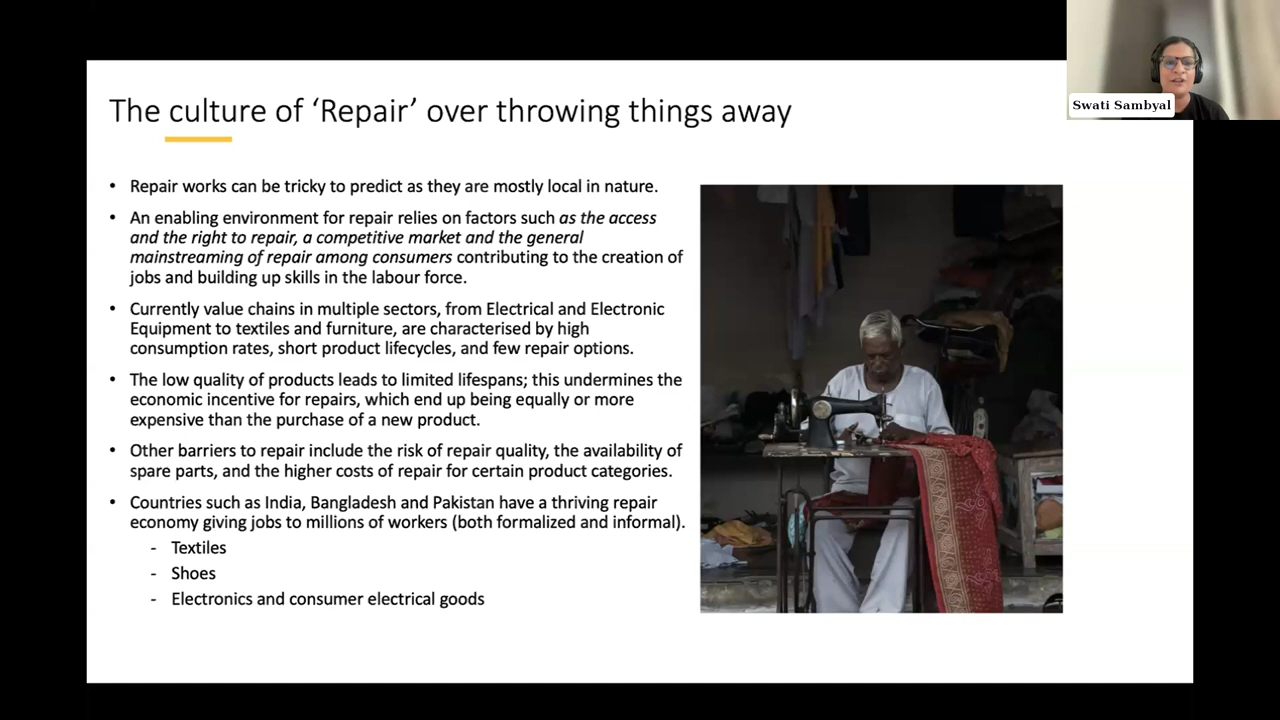 Swati Sambyal
The culture of ‘Repair’ over throwing things away
• Repair works can be tricky to predict as they are mostly local in nature.
• An enabling environment for repair relies on factors such as the access
and the right to repair, a competitive market and the general
mainstreaming of repair among consumers contributing to the creation of
jobs and building up skills in the labour force.
• Currently value chains in multiple sectors, from Electrical and Electronic
Equipment to textiles and furniture, are characterised by high
consumption rates, short product lifecycles, and few repair options.
• The low quality of products leads to limited lifespans; this undermines the
economic incentive for repairs, which end up being equally or more
expensive than the purchase of a new product.
• Other barriers to repair include the risk of repair quality, the availability of
spare parts, and the higher costs of repair for certain product categories.
• Countries such as India, Bangladesh and Pakistan have a thriving repair
economy giving jobs to millions of workers (both formalized and informal).
- Textiles
- Shoes
- Electronics and consumer electrical goods